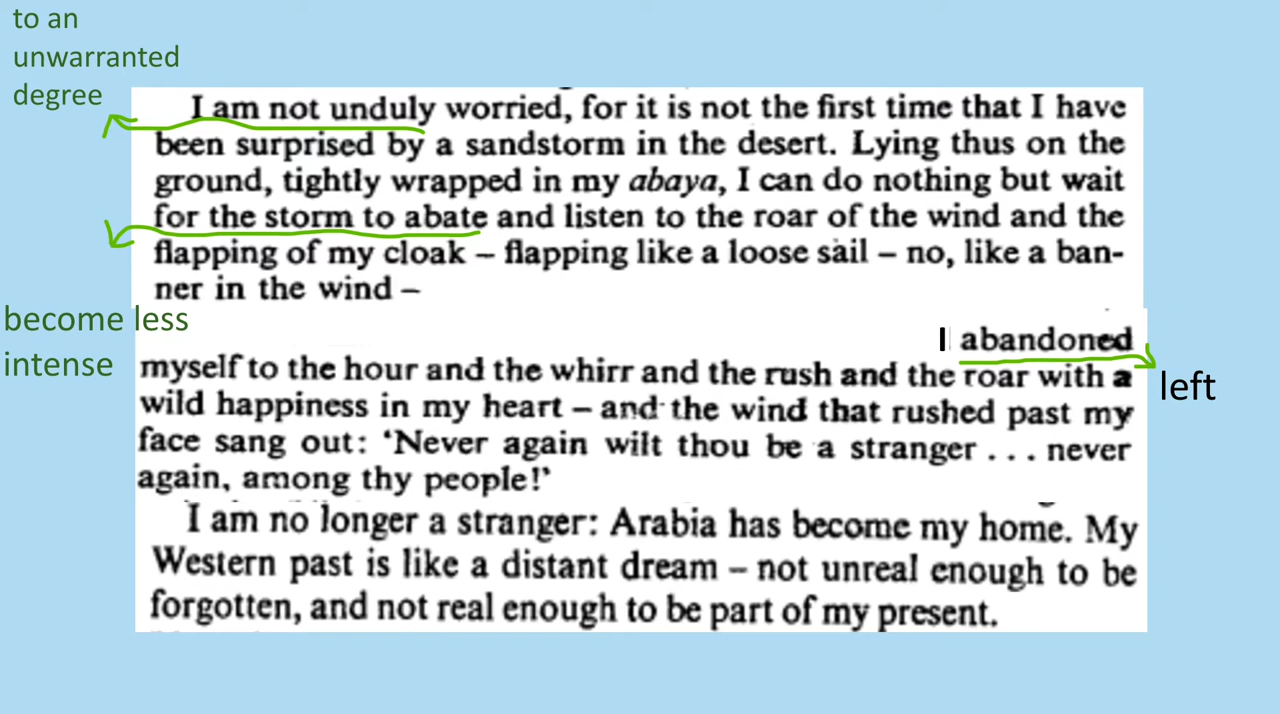 to an
unwarranted
degree
I am not unduly worried, for it is not the first time that I have
been surprised by a sandstorm in the desert. Lying thus on the
ground, tightly wrapped in my abaya, I can do nothing but wait
for the storm to abate and listen to the roar of the wind and the
flapping of my cloak – flapping like a loose sail – no, like a ban-
ner in the wind –
become less
intense
I abandoned
myself to the hour and the whirr and the rush and the roar with a
left
wild happiness in my heart – and the wind that rushed past my
face sang out: ‘Never again wilt thou be a stranger . . . never
again, among thy people!’
I am no longer a stranger: Arabia has become my home. My
Western past is like a distant dream – not unreal enough to be
forgotten, and not real enough to be part of my present.